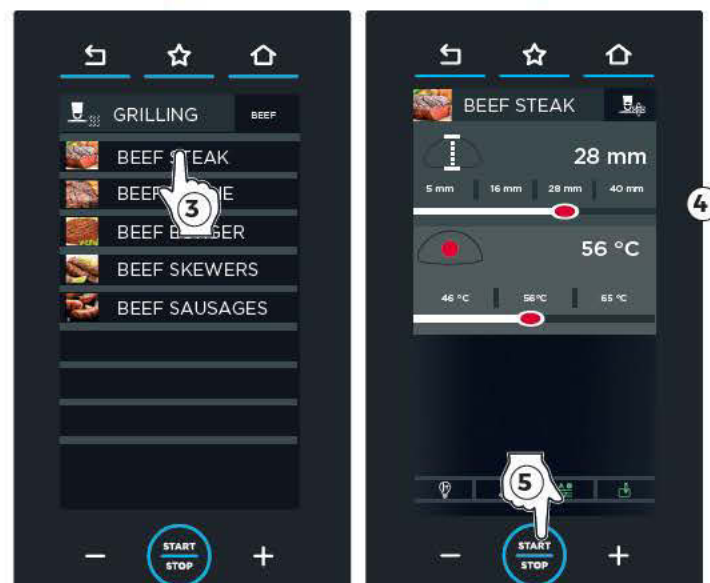 GRILLING BEEF
BEEF STEAK
3
BEEF BURGER
BEEF SKEWERS
BEEF SAUSAGES
START
STOP
BEEF STEAK
28 mm
5 mm 16 mm 28 mm 40 mm
4
56 °C
46 °C 56°C 65 °C
5
START
STOP